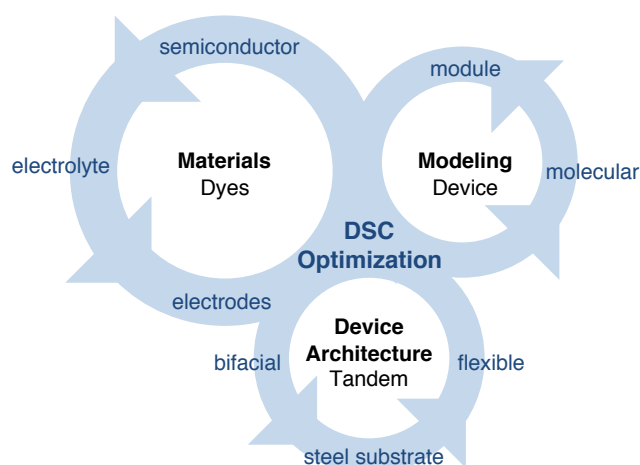 semiconductor
module
electrolyte
Materials
Dyes
Modeling
Device
molecular
DSC
Optimization
electrodes
Device
Architecture
Tandem
bifacial
flexible
steel substrate